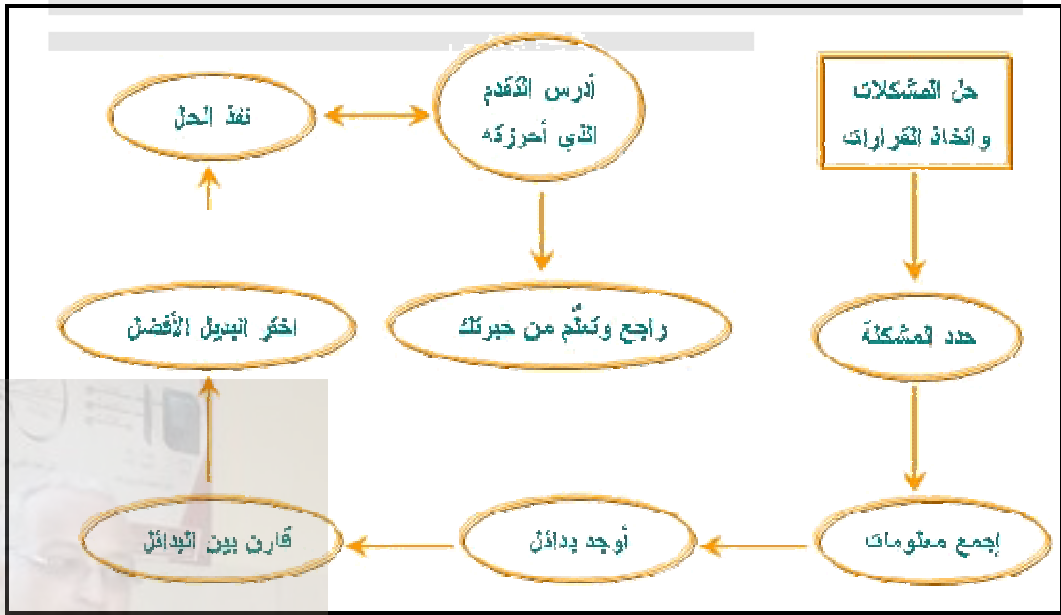 حل المشكلات
واتخاذ القرارات
حدد المشكلة
إجمع معلومات
أوجد بدائل
قارن بين البدائل
اختر البديل الأفضل
نفذ الحل
أدرس التقدم
الذي أحرزته
راجع وتعلّم من خبرتك